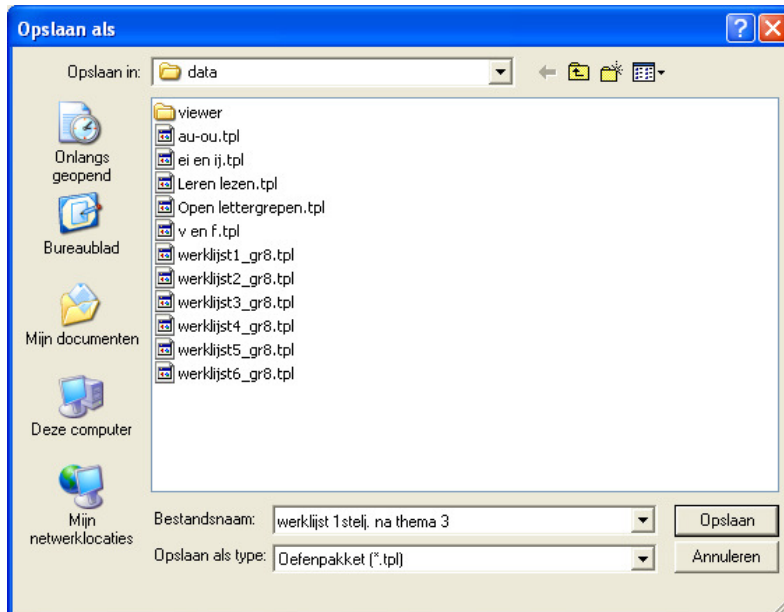 Opslaan als
Opslaan in:
data
Onlangs
geopend
Bureaublad
Mijn documenten
Deze computer
Mijn
netwerklocaties
viewer
au-ou.tpl
ei en ij.tpl
Leren lezen.tpl
Open lettergrepen.tpl
v en f.tpl
werklijst1_gr8.tpl
werklijst2_gr8.tpl
werklijst3_gr8.tpl
werklijst4_gr8.tpl
werklijst5_gr8.tpl
werklijst6_gr8.tpl
Bestandsnaam:
werklijst 1stelj. na thema 3
Opslaan
Opslaan als type:
Oefenpakket (*.tpl)
Annuleren